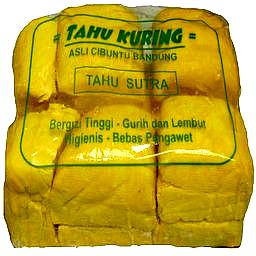 = TAHU KURING =
ASLI CIBUNTU BANDUNG
TAHU SUTRA
Bergizi Tinggi - Gurih dan Lembut
Higienis - Bebas Pengawet